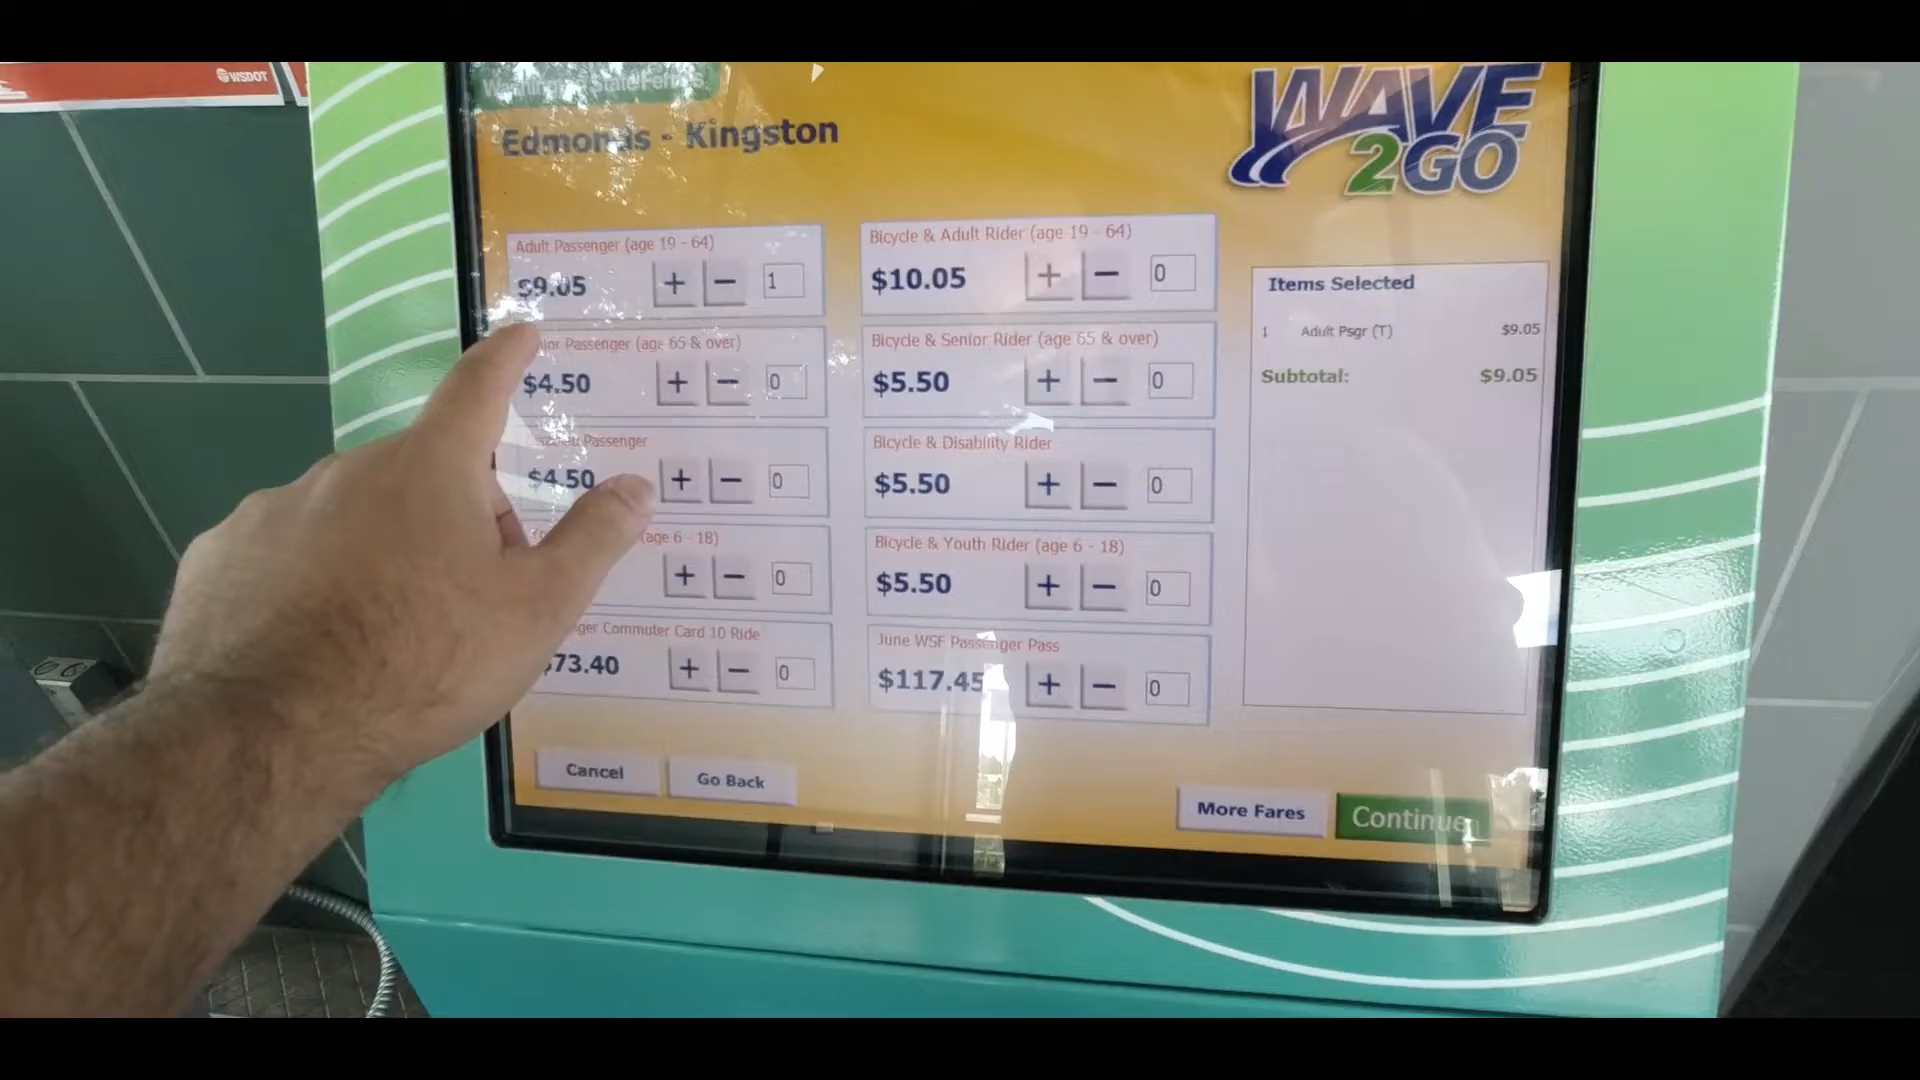 WSDOT
Washington State Ferries
Edmonds - Kingston
WAVE
2GO
Adult Passenger (age 19 - 64)
$9.05 + − 1
Passenger (age 65 & over)
$4.50 + − 0
Passenger
$4.50 + − 0
(age 6 - 18)
+ − 0
Commuter Card 10 Ride
$73.40 + − 0
Bicycle & Adult Rider (age 19 - 64)
$10.05 + − 0
Bicycle & Senior Rider (age 65 & over)
$5.50 + − 0
Bicycle & Disability Rider
$5.50 + − 0
Bicycle & Youth Rider (age 6 - 18)
$5.50 + − 0
June WSF Passenger Pass
$117.45 + − 0
Items Selected
1 Adult Psgr (T) $9.05
Subtotal: $9.05
Cancel
Go Back
More Fares
Continue